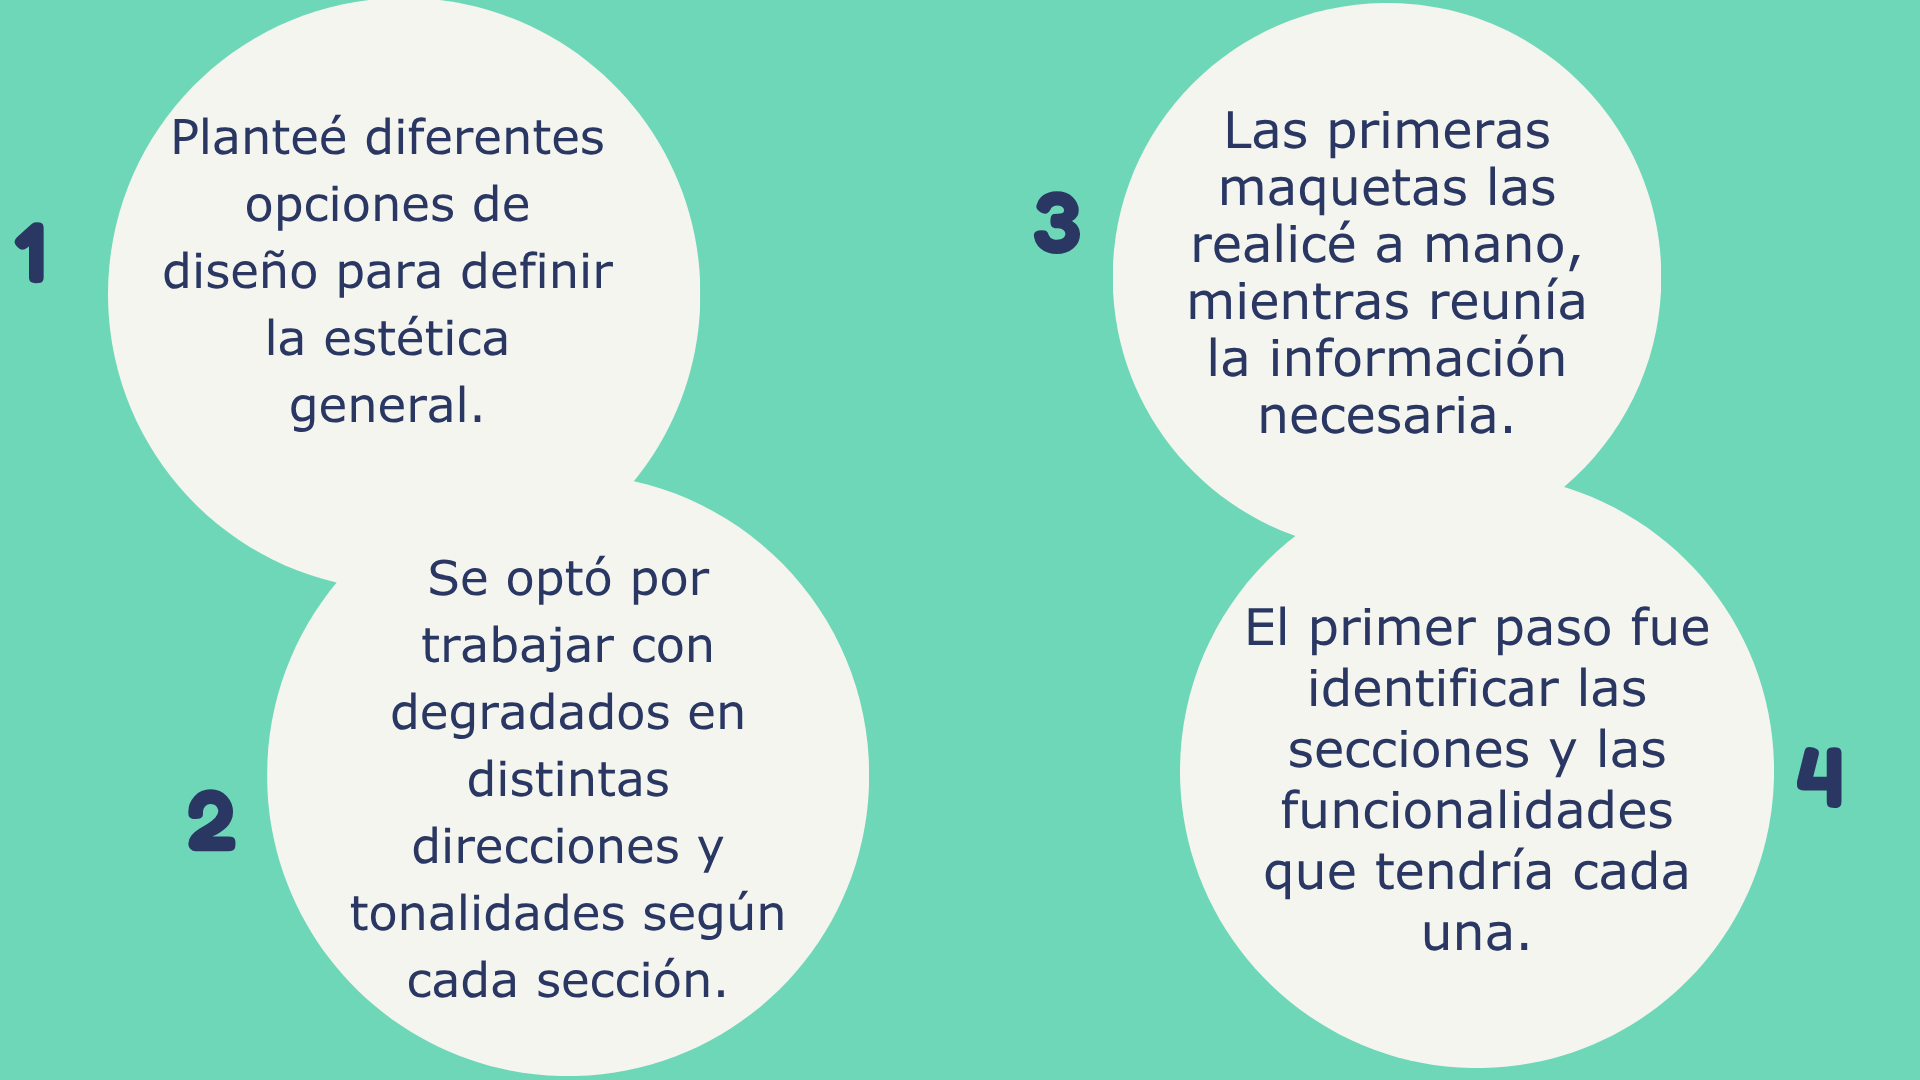 1
Planteé diferentes
opciones de
diseño para definir
la estética
general.
2
Se optó por
trabajar con
degradados en
distintas
direcciones y
tonalidades según
cada sección.
3
Las primeras
maquetas las
realicé a mano,
mientras reunía
la información
necesaria.
4
El primer paso fue
identificar las
secciones y las
funcionalidades
que tendría cada
una.